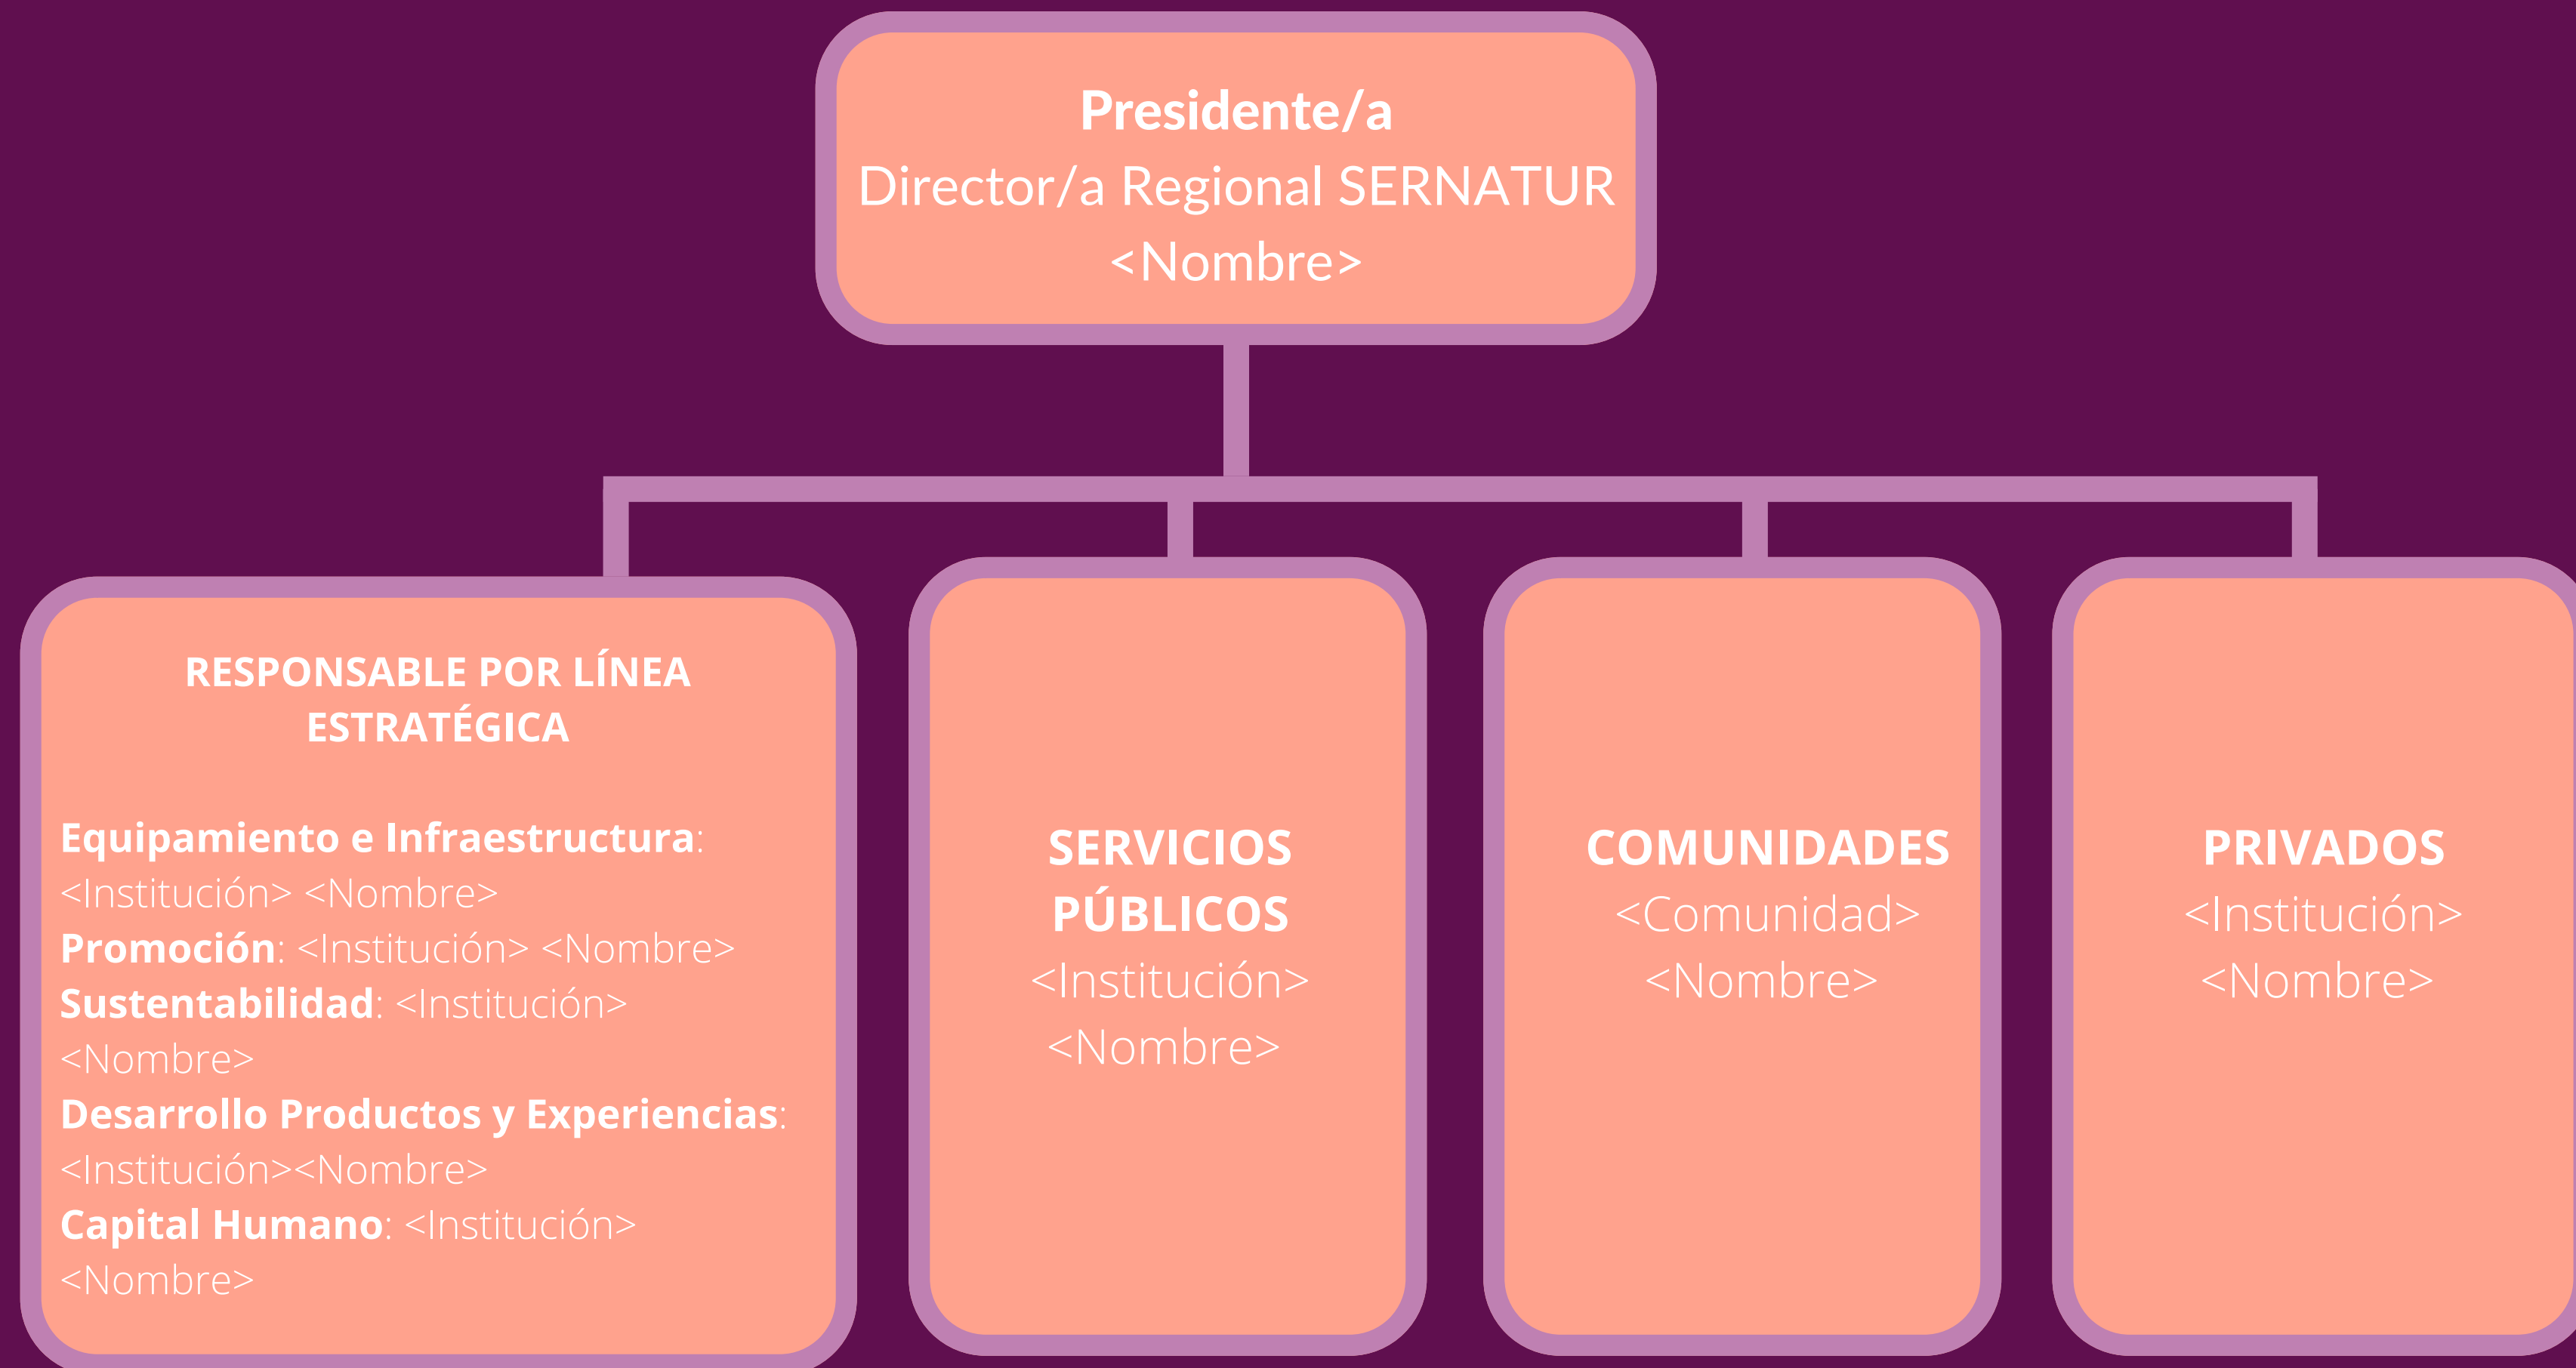 Presidente/a
Director/a Regional SERNATUR
<Nombre>
RESPONSABLE POR LÍNEA
ESTRATÉGICA
Equipamiento e Infraestructura:
<Institución> <Nombre>
Promoción: <Institución> <Nombre>
Sustentabilidad: <Institución>
<Nombre>
Desarrollo Productos y Experiencias:
<Institución><Nombre>
Capital Humano: <Institución>
<Nombre>
SERVICIOS
PÚBLICOS
<Institución>
<Nombre>
COMUNIDADES
<Comunidad>
<Nombre>
PRIVADOS
<Institución>
<Nombre>